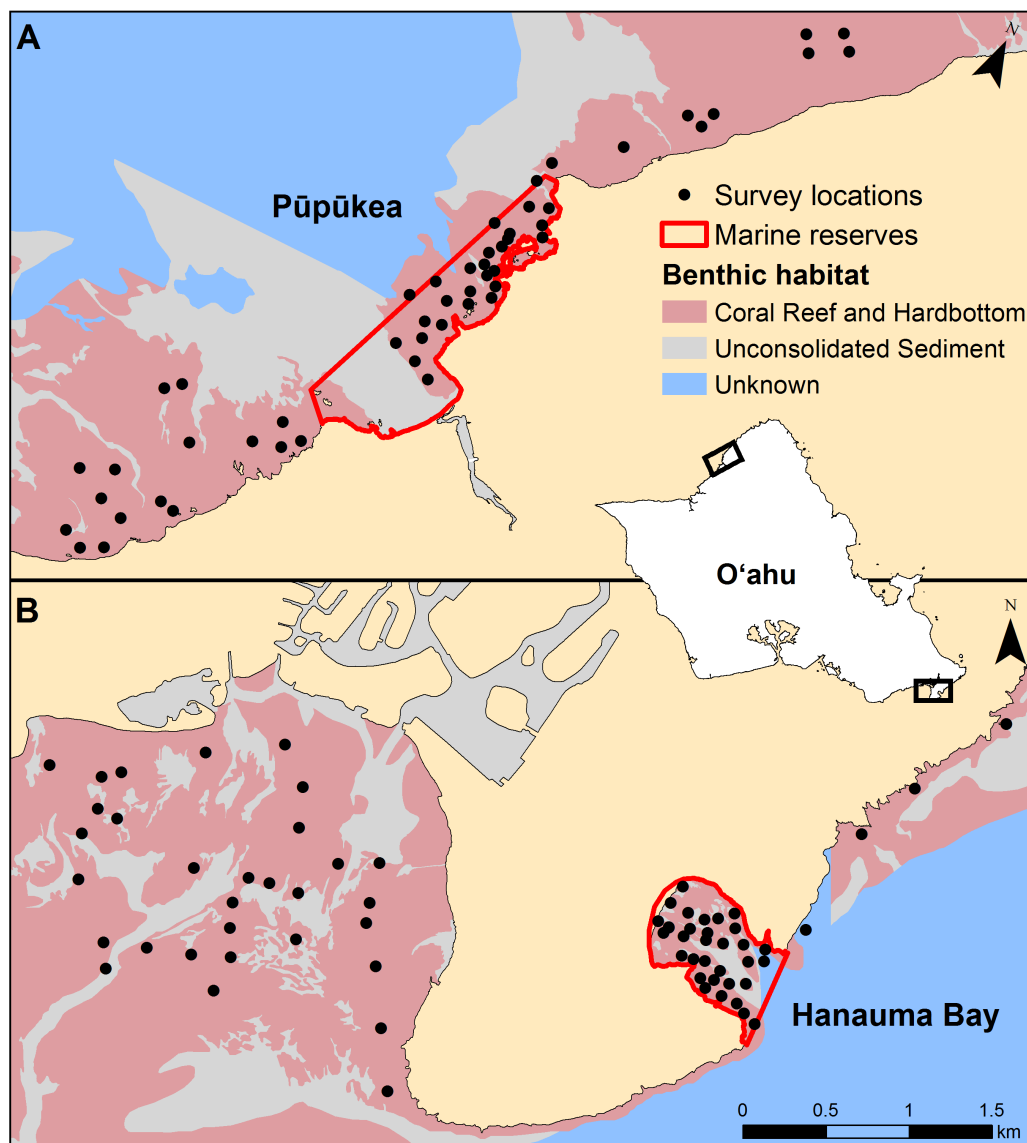 A
N
Pūpūkea
Survey locations
Marine reserves
Benthic habitat
Coral Reef and Hardbottom
Unconsolidated Sediment
Unknown
O‘ahu
B
N
Hanauma Bay
0 0.5 1 1.5
km